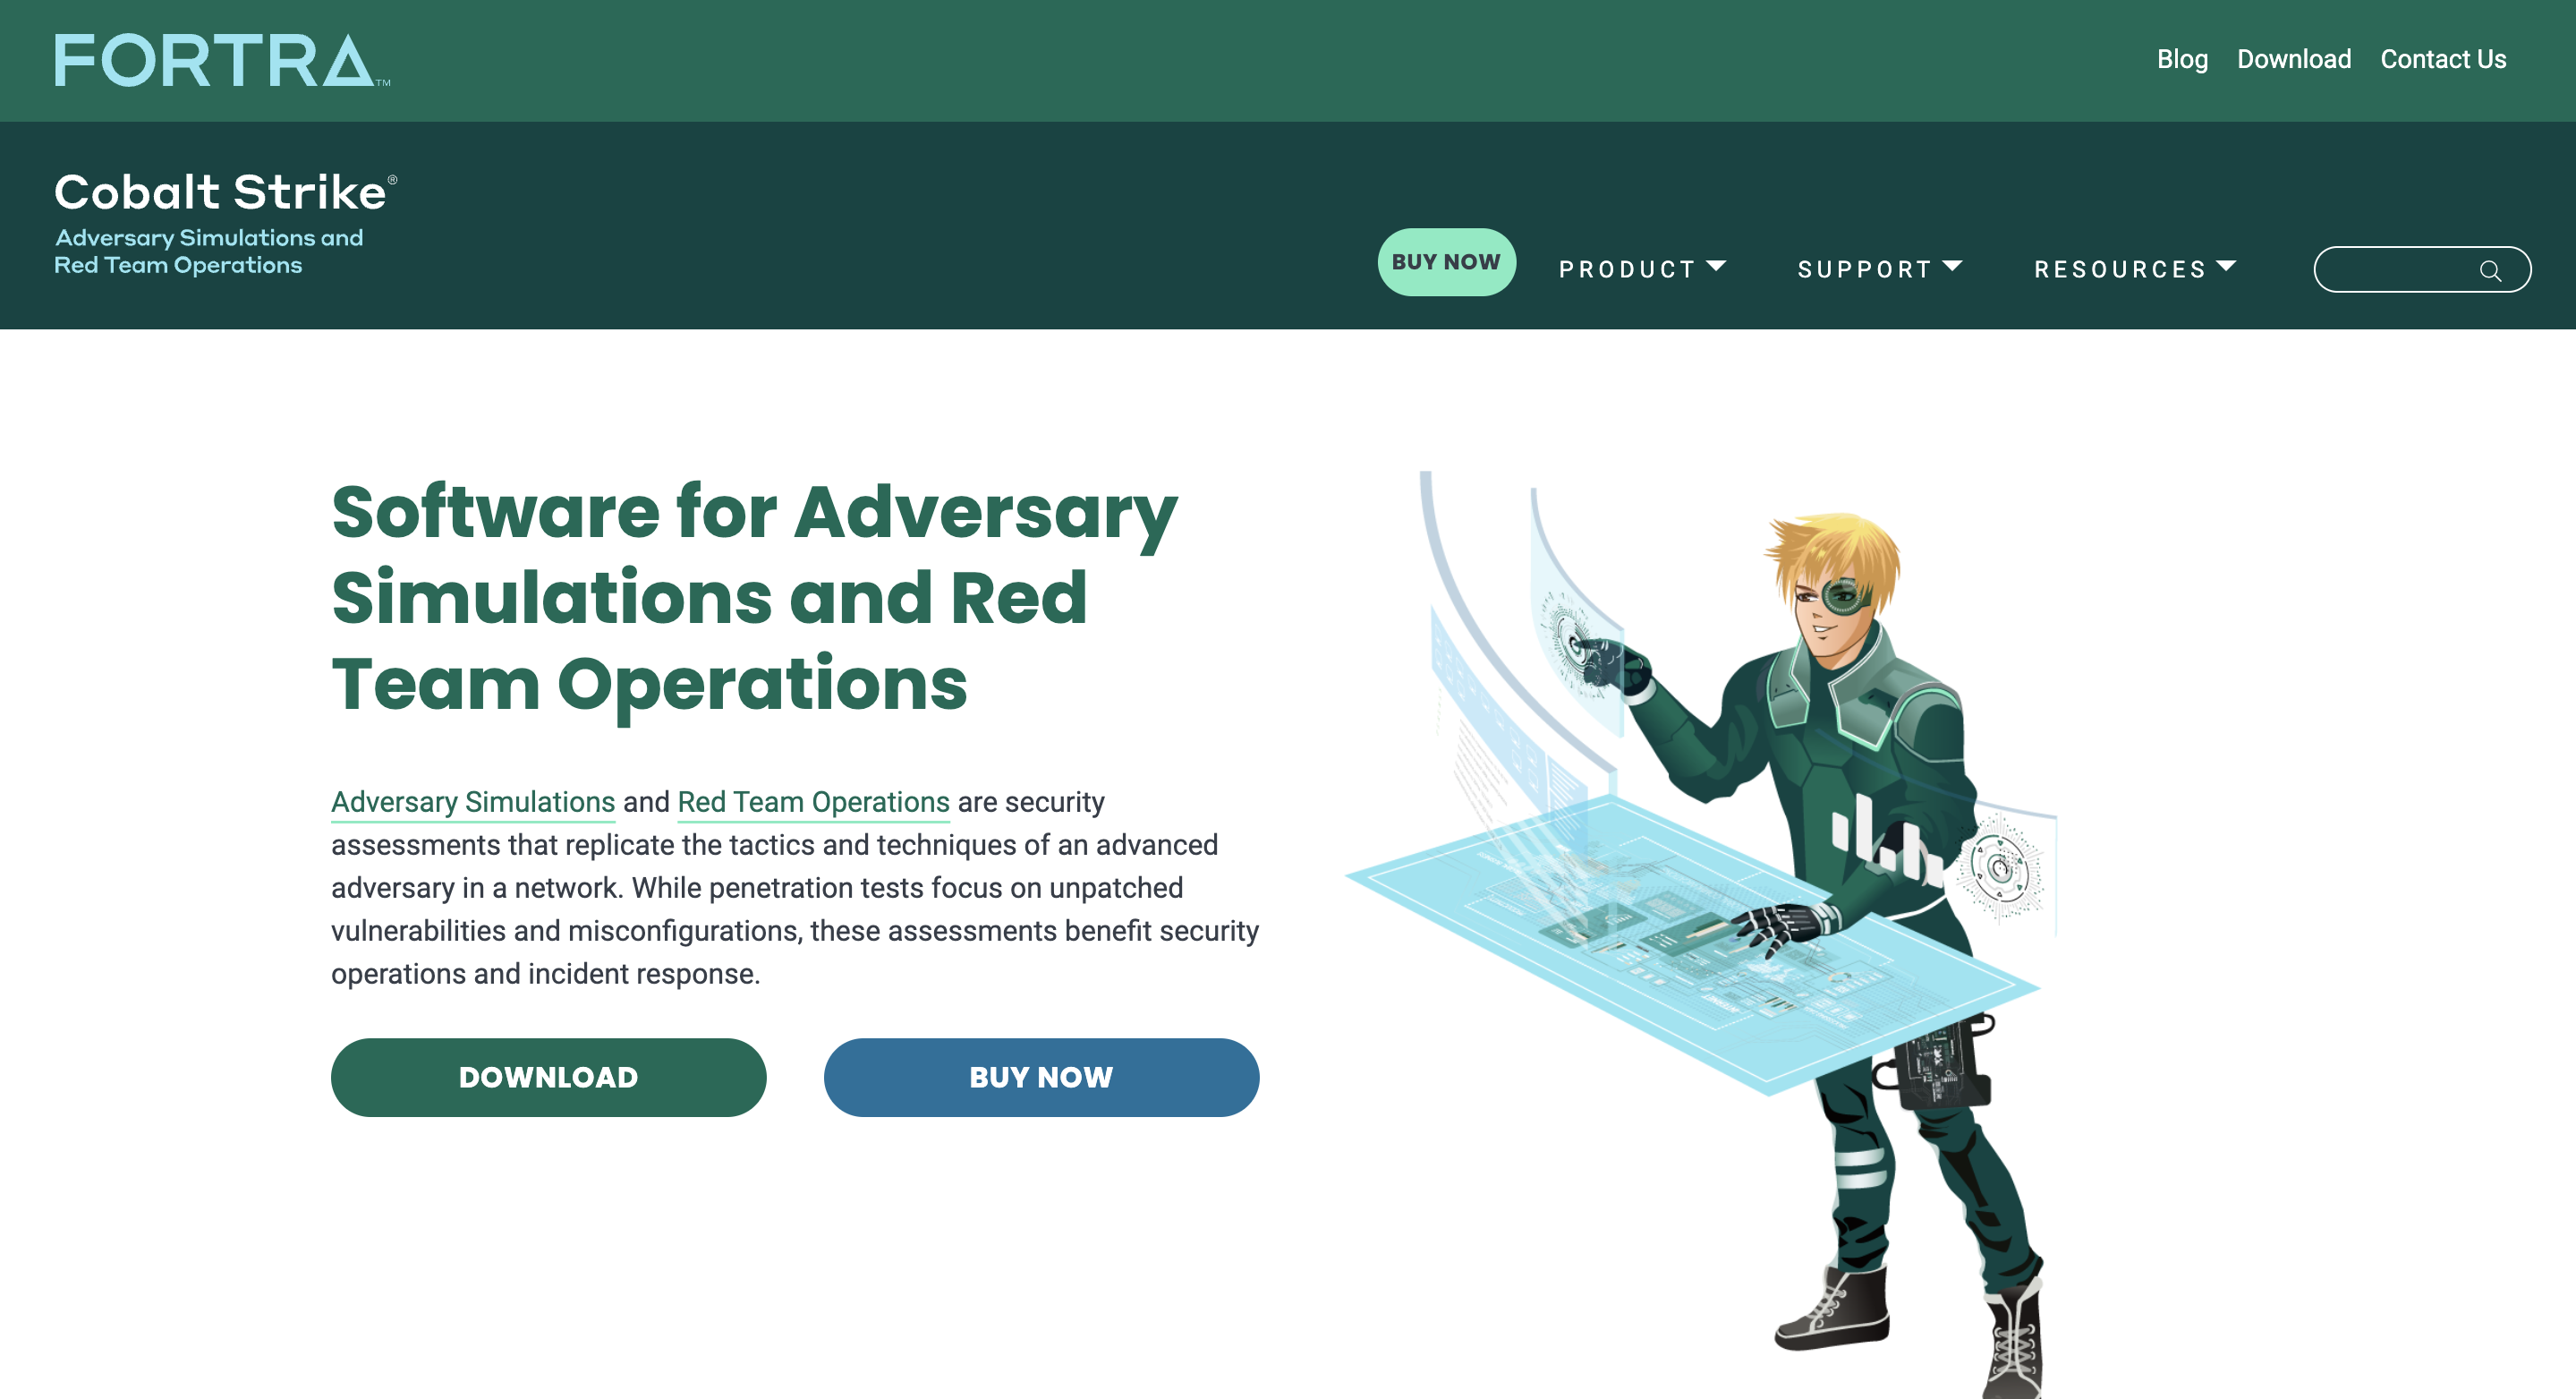 FORTRA™
Blog Download Contact Us
Cobalt Strike®
Adversary Simulations and
Red Team Operations
BUY NOW PRODUCT SUPPORT RESOURCES
Software for Adversary
Simulations and Red
Team Operations
Adversary Simulations and Red Team Operations are security
assessments that replicate the tactics and techniques of an advanced
adversary in a network. While penetration tests focus on unpatched
vulnerabilities and misconfigurations, these assessments benefit security
operations and incident response.
DOWNLOAD BUY NOW